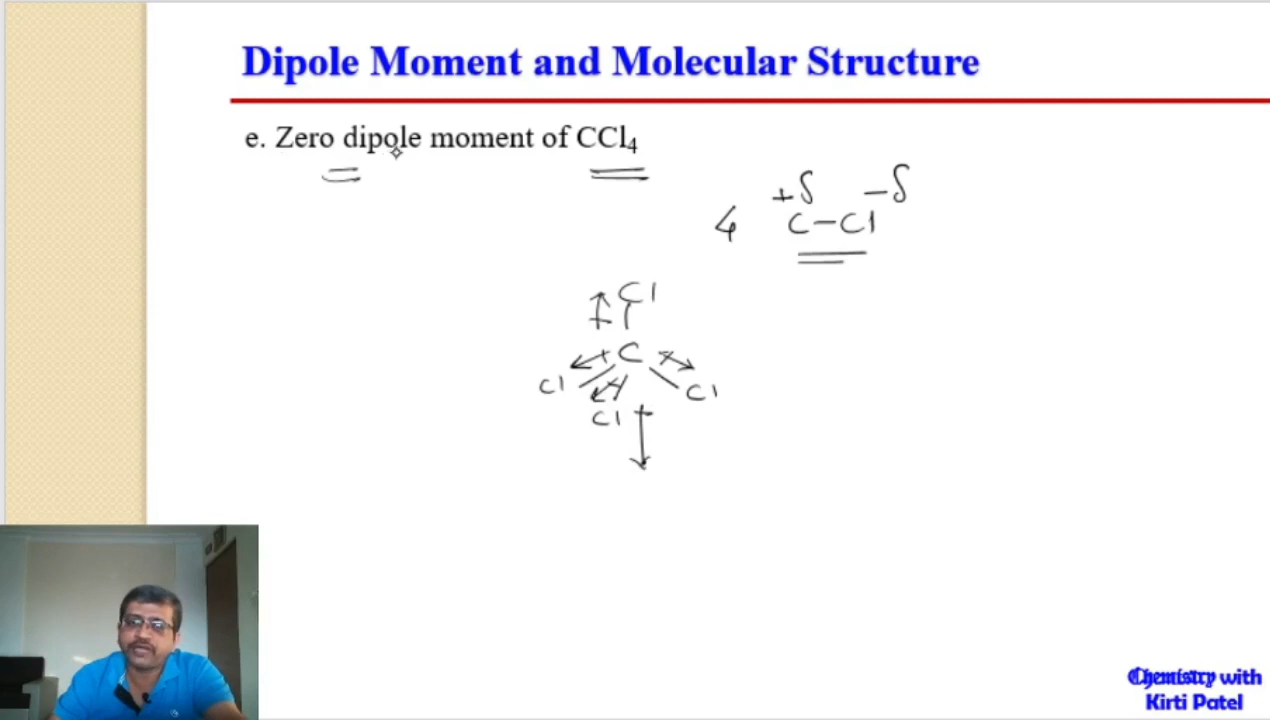 Dipole Moment and Molecular Structure
e. Zero dipole moment of CCl₄
+δ -δ
4 C-Cl
Cl
C
Cl Cl
Cl
Chemistry with
Kirti Patel